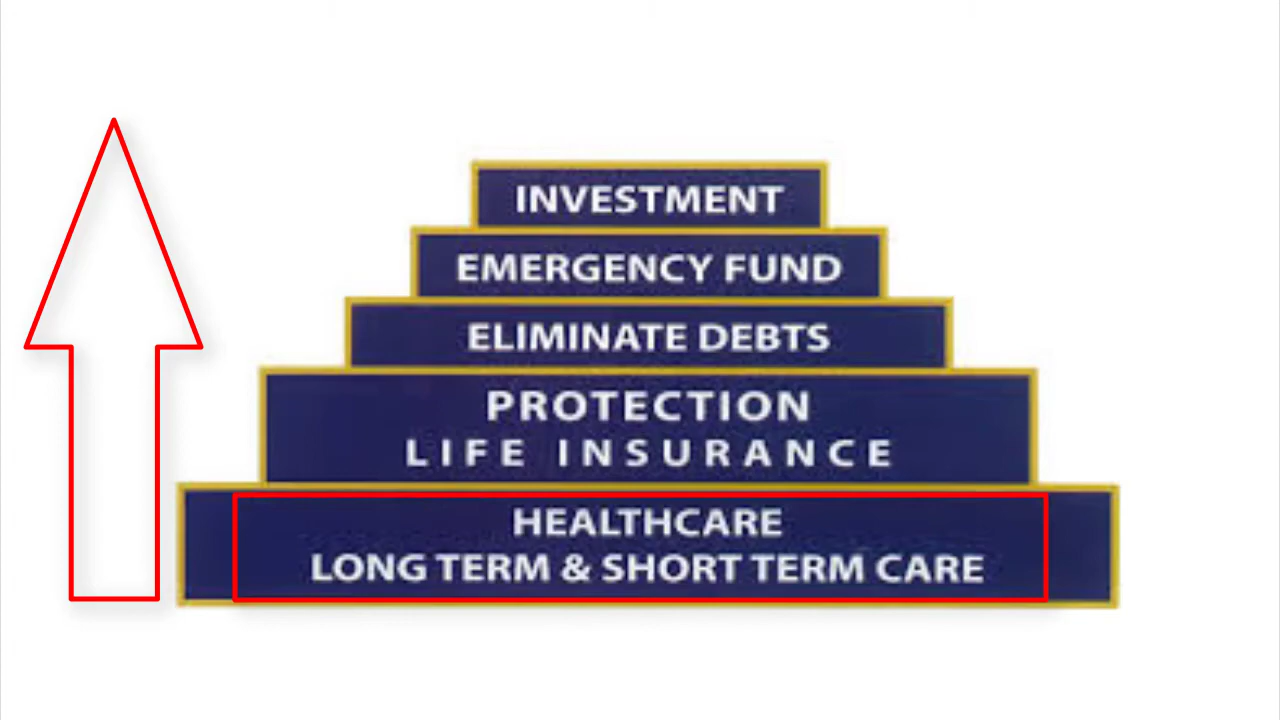 INVESTMENT
EMERGENCY FUND
ELIMINATE DEBTS
PROTECTION
LIFE INSURANCE
HEALTHCARE
LONG TERM & SHORT TERM CARE